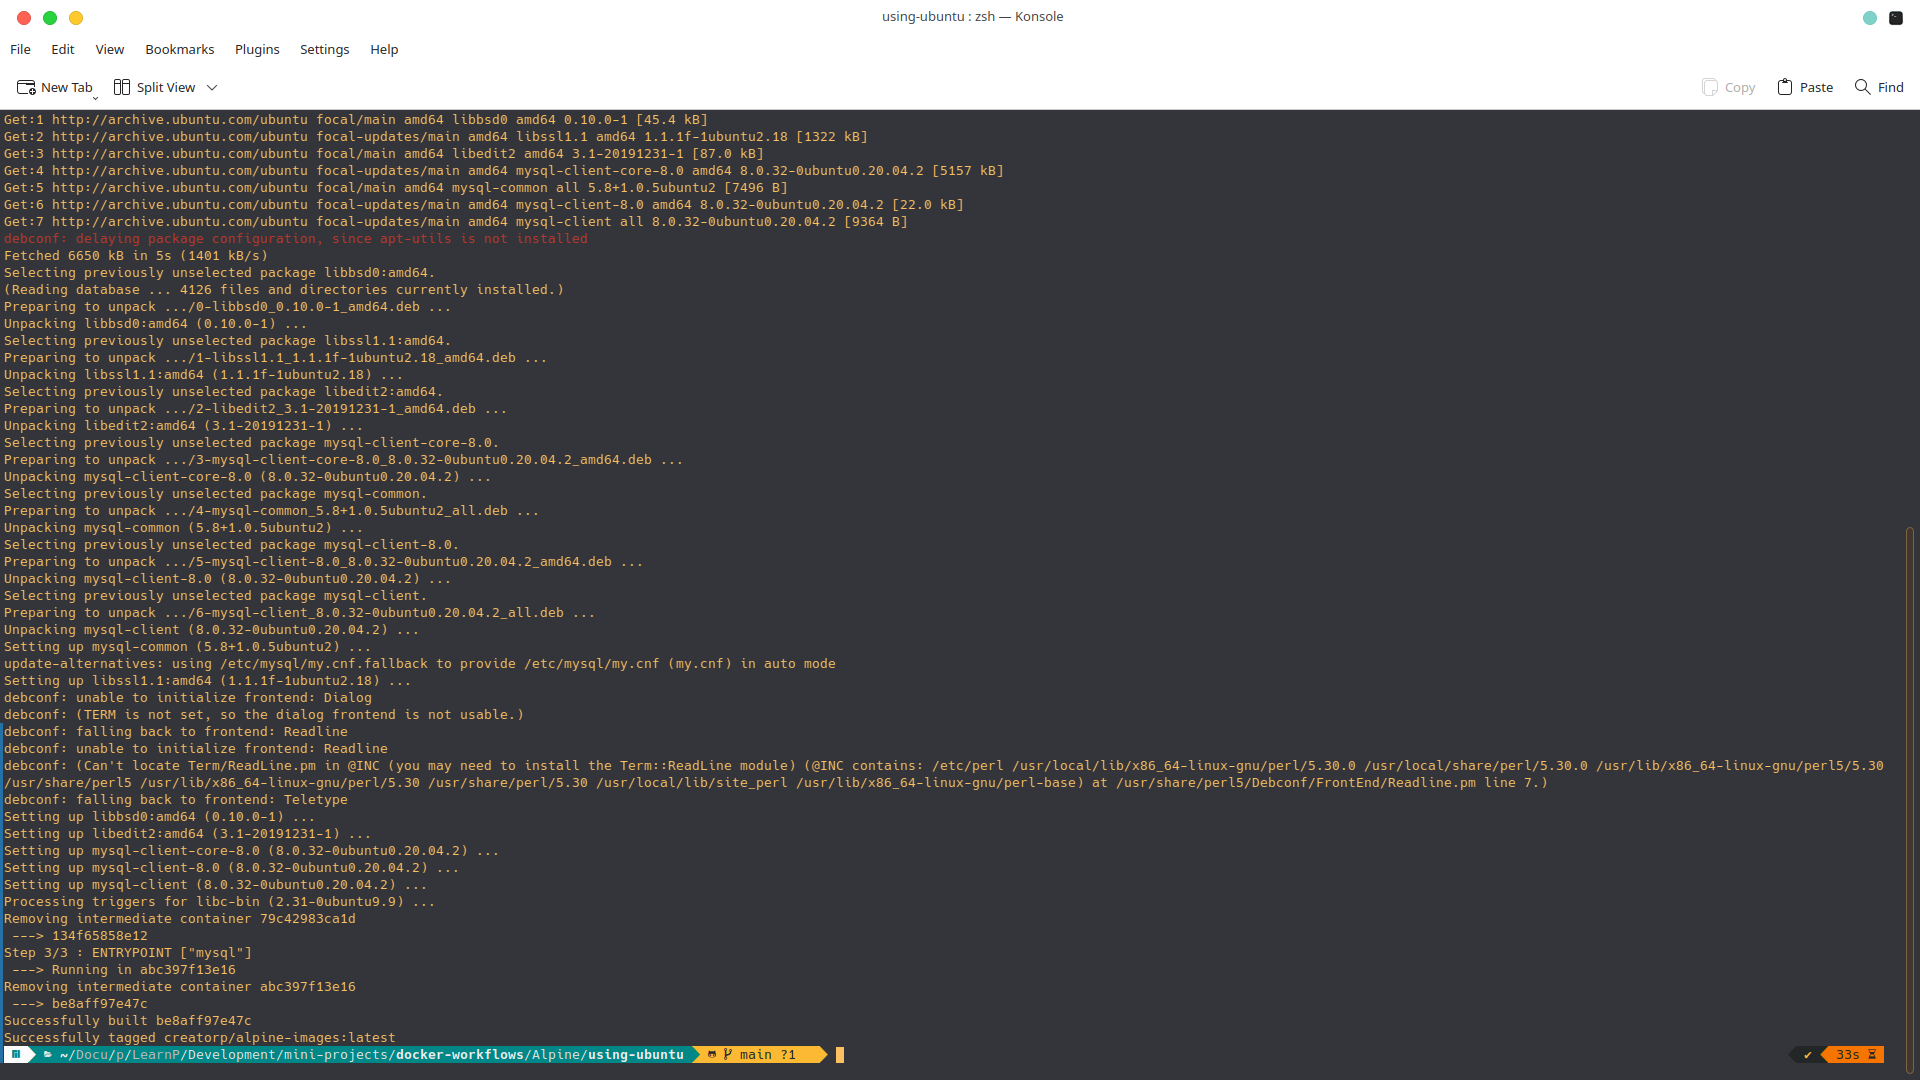 using-ubuntu : zsh — Konsole
File Edit View Bookmarks Plugins Settings Help
New Tab Split View Copy Paste Find
Get:1 http://archive.ubuntu.com/ubuntu focal/main amd64 libbsd0 amd64 0.10.0-1 [45.4 kB]
Get:2 http://archive.ubuntu.com/ubuntu focal-updates/main amd64 libssl1.1 amd64 1.1.1f-1ubuntu2.18 [1322 kB]
Get:3 http://archive.ubuntu.com/ubuntu focal/main amd64 libedit2 amd64 3.1-20191231-1 [87.0 kB]
Get:4 http://archive.ubuntu.com/ubuntu focal-updates/main amd64 mysql-client-core-8.0 amd64 8.0.32-0ubuntu0.20.04.2 [5157 kB]
Get:5 http://archive.ubuntu.com/ubuntu focal/main amd64 mysql-common all 5.8+1.0.5ubuntu2 [7496 B]
Get:6 http://archive.ubuntu.com/ubuntu focal-updates/main amd64 mysql-client-8.0 amd64 8.0.32-0ubuntu0.20.04.2 [22.0 kB]
Get:7 http://archive.ubuntu.com/ubuntu focal-updates/main amd64 mysql-client all 8.0.32-0ubuntu0.20.04.2 [9364 B]
debconf: delaying package configuration, since apt-utils is not installed
Fetched 6650 kB in 5s (1401 kB/s)
Selecting previously unselected package libbsd0:amd64.
(Reading database ... 4126 files and directories currently installed.)
Preparing to unpack .../0-libbsd0_0.10.0-1_amd64.deb ...
Unpacking libbsd0:amd64 (0.10.0-1) ...
Selecting previously unselected package libssl1.1:amd64.
Preparing to unpack .../1-libssl1.1_1.1.1f-1ubuntu2.18_amd64.deb ...
Unpacking libssl1.1:amd64 (1.1.1f-1ubuntu2.18) ...
Selecting previously unselected package libedit2:amd64.
Preparing to unpack .../2-libedit2_3.1-20191231-1_amd64.deb ...
Unpacking libedit2:amd64 (3.1-20191231-1) ...
Selecting previously unselected package mysql-client-core-8.0.
Preparing to unpack .../3-mysql-client-core-8.0_8.0.32-0ubuntu0.20.04.2_amd64.deb ...
Unpacking mysql-client-core-8.0 (8.0.32-0ubuntu0.20.04.2) ...
Selecting previously unselected package mysql-common.
Preparing to unpack .../4-mysql-common_5.8+1.0.5ubuntu2_all.deb ...
Unpacking mysql-common (5.8+1.0.5ubuntu2) ...
Selecting previously unselected package mysql-client-8.0.
Preparing to unpack .../5-mysql-client-8.0_8.0.32-0ubuntu0.20.04.2_amd64.deb ...
Unpacking mysql-client-8.0 (8.0.32-0ubuntu0.20.04.2) ...
Selecting previously unselected package mysql-client.
Preparing to unpack .../6-mysql-client_8.0.32-0ubuntu0.20.04.2_all.deb ...
Unpacking mysql-client (8.0.32-0ubuntu0.20.04.2) ...
Setting up mysql-common (5.8+1.0.5ubuntu2) ...
update-alternatives: using /etc/mysql/my.cnf.fallback to provide /etc/mysql/my.cnf (my.cnf) in auto mode
Setting up libssl1.1:amd64 (1.1.1f-1ubuntu2.18) ...
debconf: unable to initialize frontend: Dialog
debconf: (TERM is not set, so the dialog frontend is not usable.)
debconf: falling back to frontend: Readline
debconf: unable to initialize frontend: Readline
debconf: (Can't locate Term/ReadLine.pm in @INC (you may need to install the Term::ReadLine module) (@INC contains: /etc/perl /usr/local/lib/x86_64-linux-gnu/perl/5.30.0 /usr/local/share/perl/5.30.0 /usr/lib/x86_64-linux-gnu/perl5/5.30
/usr/share/perl5 /usr/lib/x86_64-linux-gnu/perl/5.30 /usr/share/perl/5.30 /usr/local/lib/site_perl /usr/lib/x86_64-linux-gnu/perl-base) at /usr/share/perl5/Debconf/FrontEnd/Readline.pm line 7.)
debconf: falling back to frontend: Teletype
Setting up libbsd0:amd64 (0.10.0-1) ...
Setting up libedit2:amd64 (3.1-20191231-1) ...
Setting up mysql-client-core-8.0 (8.0.32-0ubuntu0.20.04.2) ...
Setting up mysql-client-8.0 (8.0.32-0ubuntu0.20.04.2) ...
Setting up mysql-client (8.0.32-0ubuntu0.20.04.2) ...
Processing triggers for libc-bin (2.31-0ubuntu9.9) ...
Removing intermediate container 79c42983ca1d
 ---> 134f65858e12
Step 3/3 : ENTRYPOINT ["mysql"]
 ---> Running in abc397f13e16
Removing intermediate container abc397f13e16
 ---> be8aff97e47c
Successfully built be8aff97e47c
Successfully tagged creatorp/alpine-images:latest
~/Docu/p/LearnP/Development/mini-projects/docker-workflows/Alpine/using-ubuntu main ?1 ✔ 33s